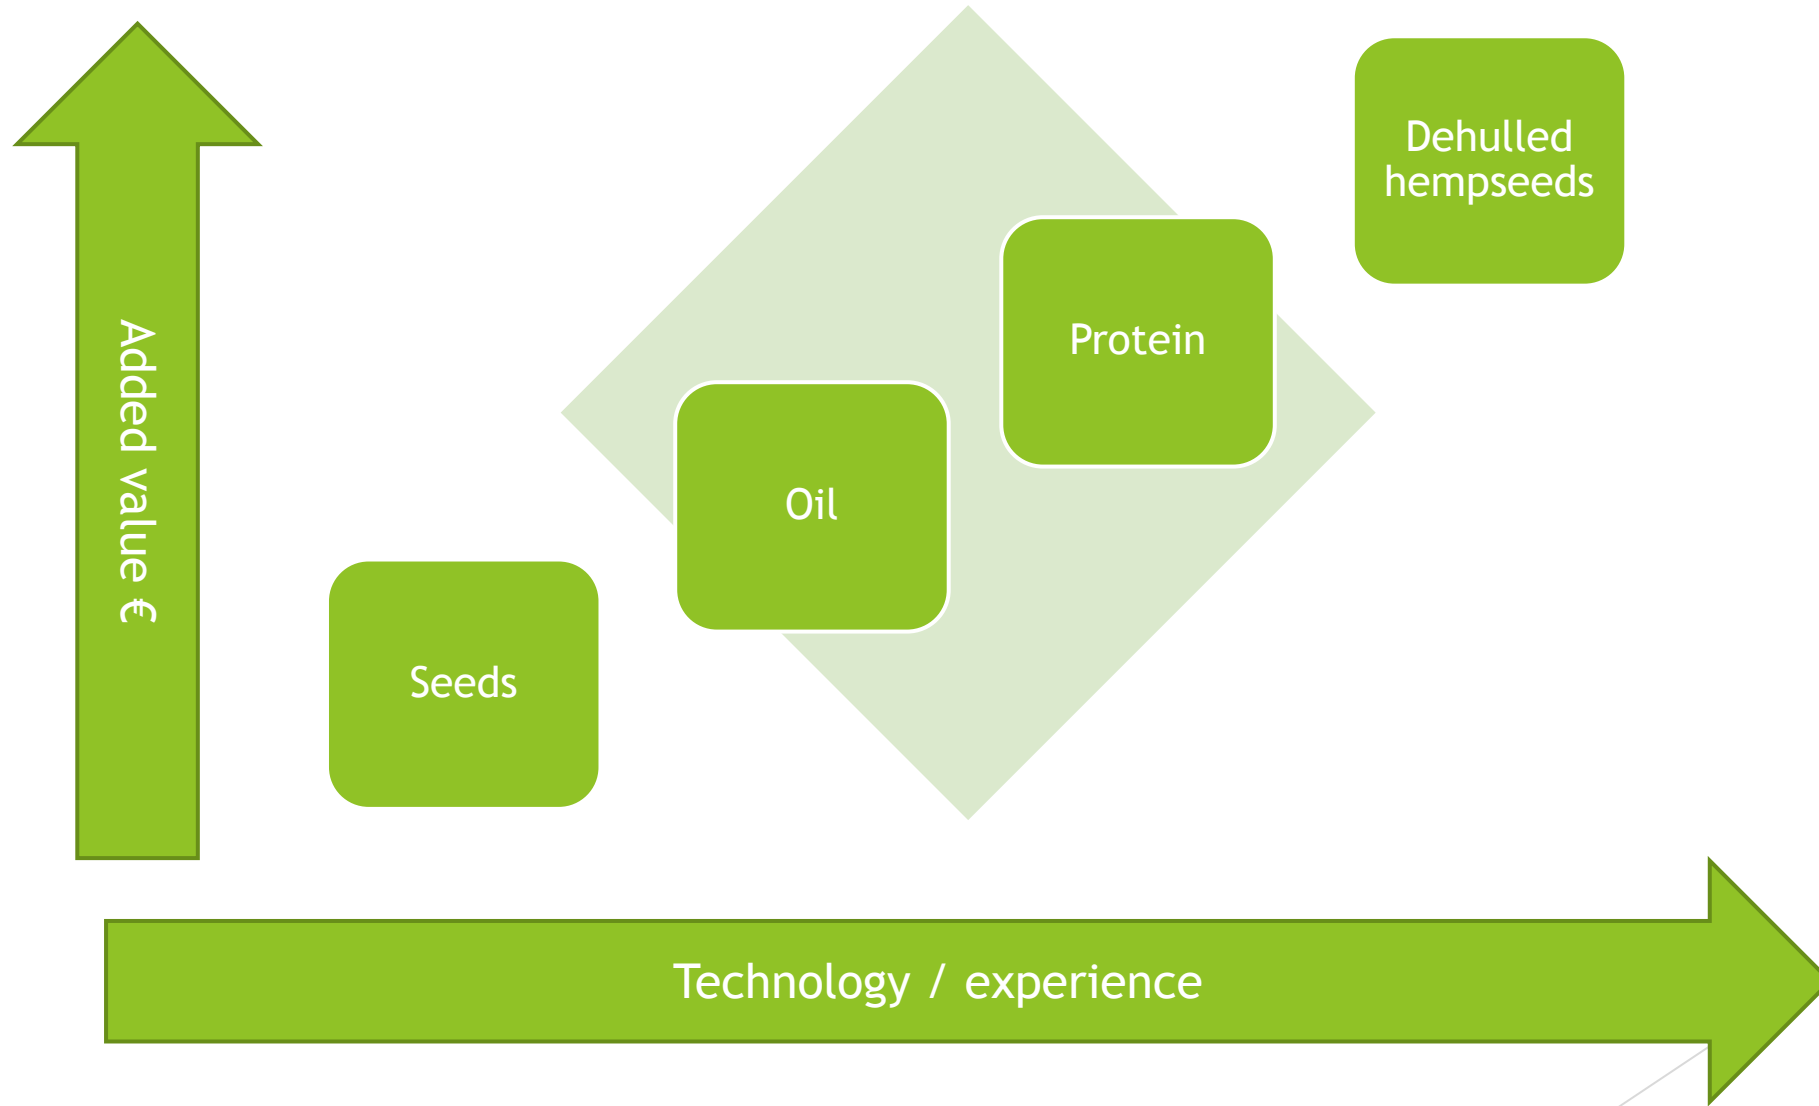 Added value €
Dehulled
hempseeds
Protein
Oil
Seeds
Technology / experience